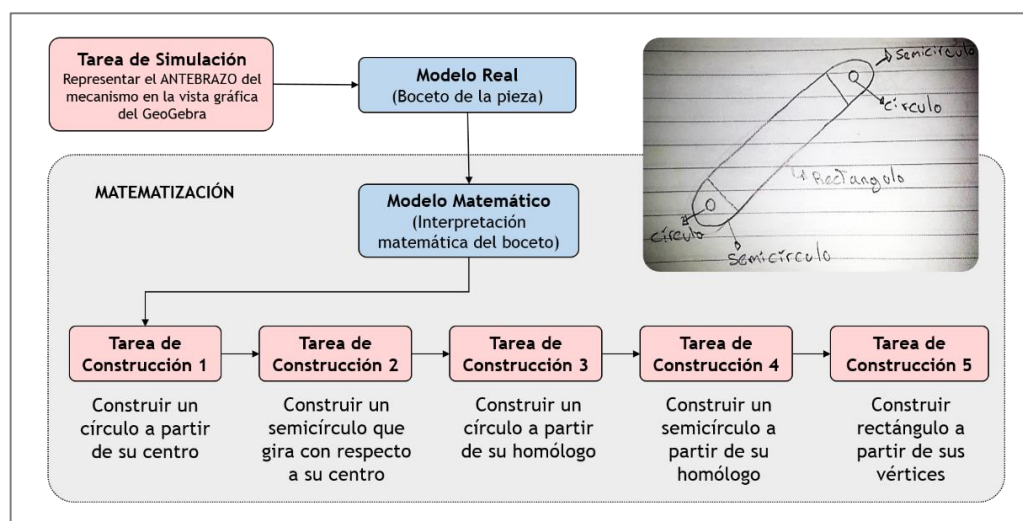 Tarea de Simulación
Representar el ANTEBRAZO del
mecanismo en la vista gráfica
del GeoGebra
Modelo Real
(Boceto de la pieza)
Semicírculo
círculo
Rectangulo
círculo
Semicírculo
MATEMATIZACIÓN
Modelo Matemático
(Interpretación
matemática del boceto)
Tarea de
Construcción 1
Construir un
círculo a partir
de su centro
Tarea de
Construcción 2
Construir un
semicírculo que
gira con respecto
a su centro
Tarea de
Construcción 3
Construir un
círculo a partir
de su homólogo
Tarea de
Construcción 4
Construir un
semicírculo a
partir de su
homólogo
Tarea de
Construcción 5
Construir
rectángulo a
partir de sus
vértices